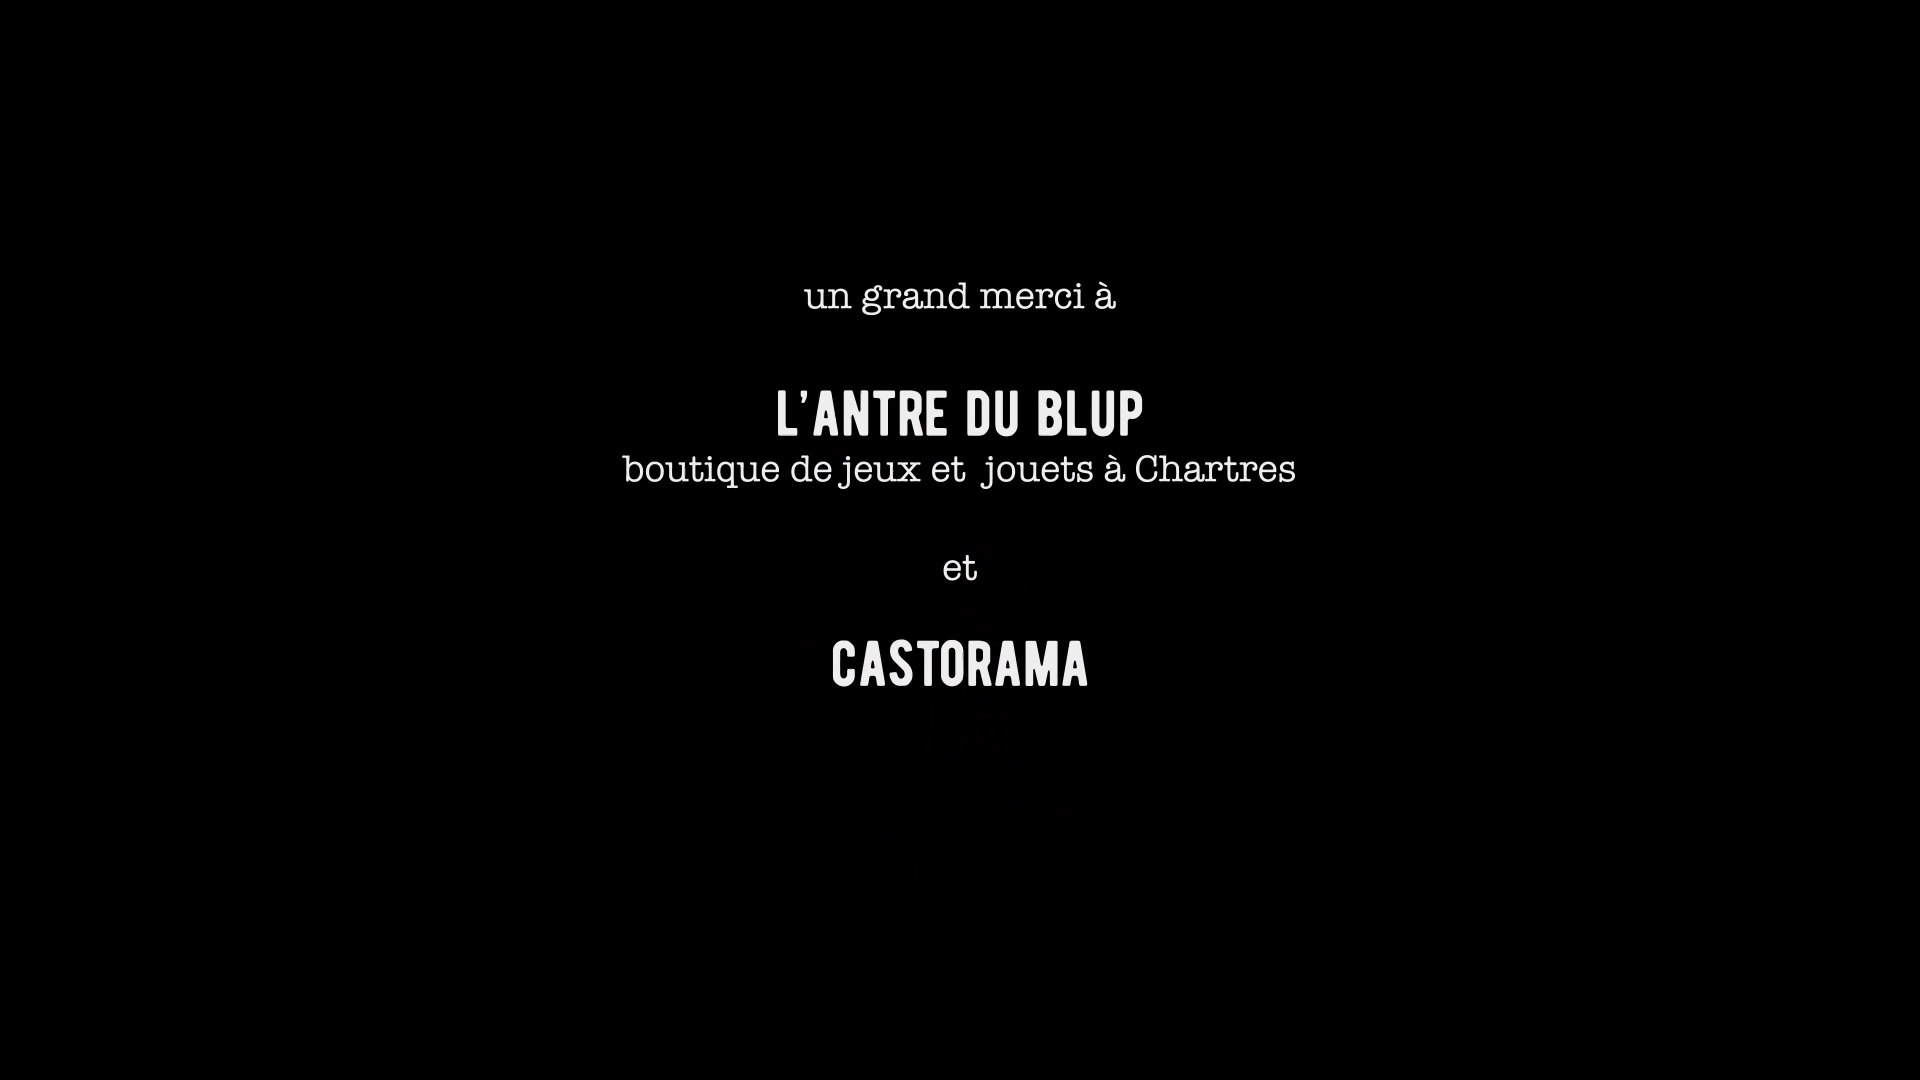 un grand merci à
L'ANTRE DU BLUP
boutique de jeux et  jouets à Chartres
et
CASTORAMA